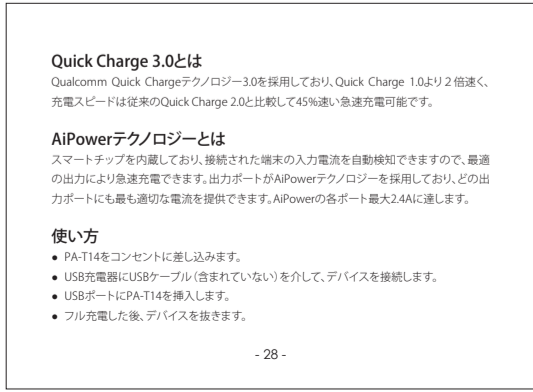 Quick Charge 3.0とは
Qualcomm Quick Chargeテクノロジー3.0を採用しており、Quick Charge 1.0より２倍速く、
充電スピードは従来のQuick Charge 2.0と比較して45%速い急速充電可能です。
AiPowerテクノロジーとは
スマートチップを内蔵しており、接続された端末の入力電流を自動検知できますので、最適
の出力により急速充電できます。出力ポートがAiPowerテクノロジーを採用しており、どの出
力ポートにも最も適切な電流を提供できます。AiPowerの各ポート最大2.4Aに達します。
使い方
● PA-T14をコンセントに差し込みます。
● USB充電器にUSBケーブル（含まれていない）を介して、デバイスを接続します。
● USBポートにPA-T14を挿入します。
● フル充電した後、デバイスを抜きます。
- 28 -